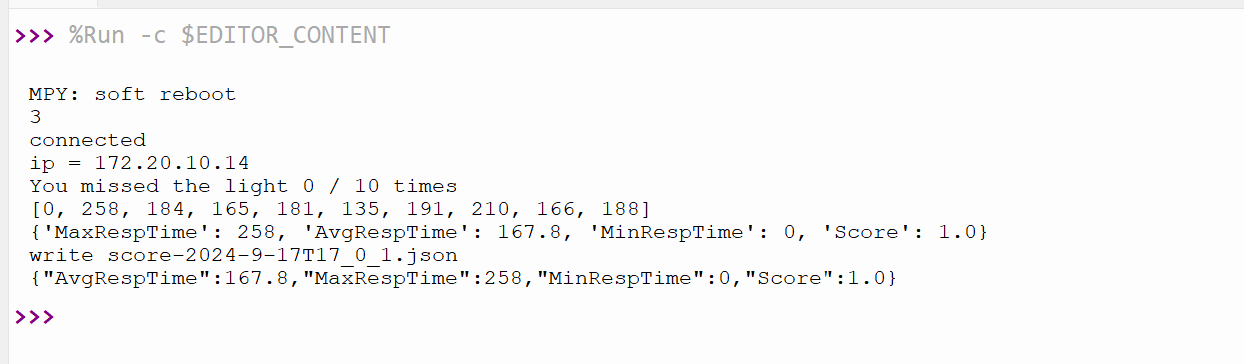 >>> %Run -c $EDITOR_CONTENT
MPY: soft reboot
3
connected
ip = 172.20.10.14
You missed the light 0 / 10 times
[0, 258, 184, 165, 181, 135, 191, 210, 166, 188]
{'MaxRespTime': 258, 'AvgRespTime': 167.8, 'MinRespTime': 0, 'Score': 1.0}
write score-2024-9-17T17_0_1.json
{"AvgRespTime":167.8,"MaxRespTime":258,"MinRespTime":0,"Score":1.0}
>>>